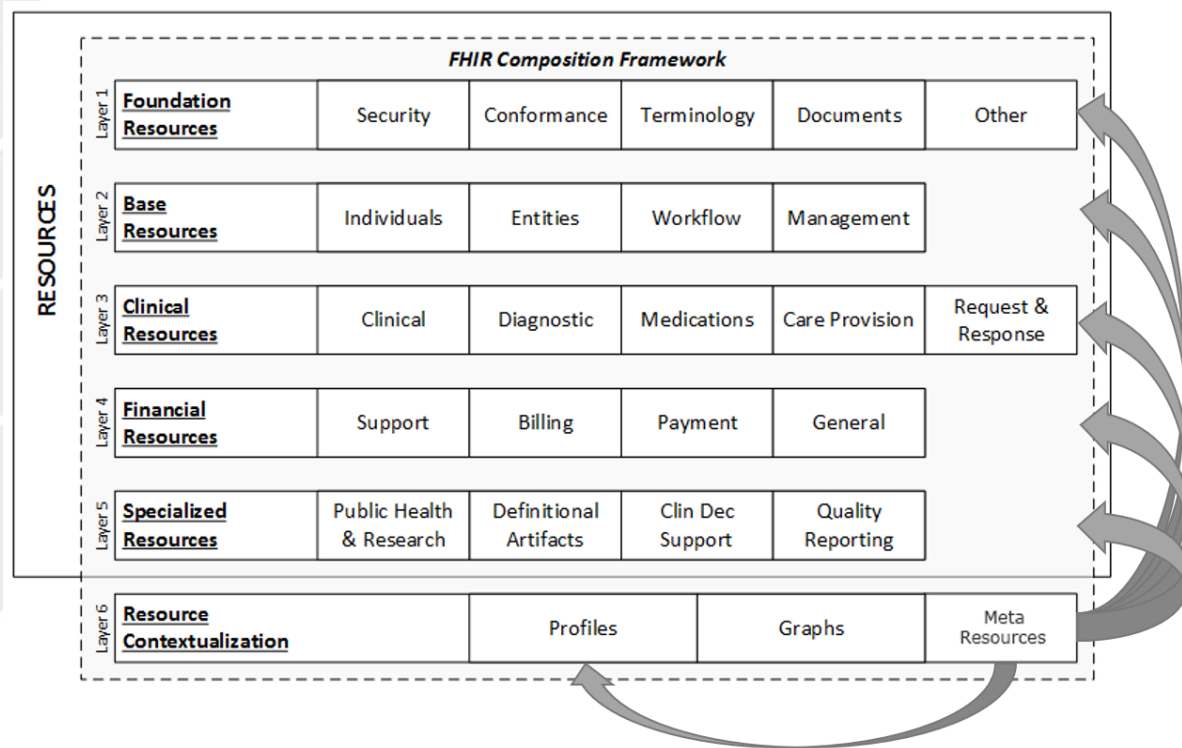 FHIR Composition Framework
RESOURCES
Layer 1
Foundation
Resources
Security
Conformance
Terminology
Documents
Other
Layer 2
Base
Resources
Individuals
Entities
Workflow
Management
Layer 3
Clinical
Resources
Clinical
Diagnostic
Medications
Care Provision
Request &
Response
Layer 4
Financial
Resources
Support
Billing
Payment
General
Layer 5
Specialized
Resources
Public Health
& Research
Definitional
Artifacts
Clin Dec
Support
Quality
Reporting
Layer 6
Resource
Contextualization
Profiles
Graphs
Meta
Resources